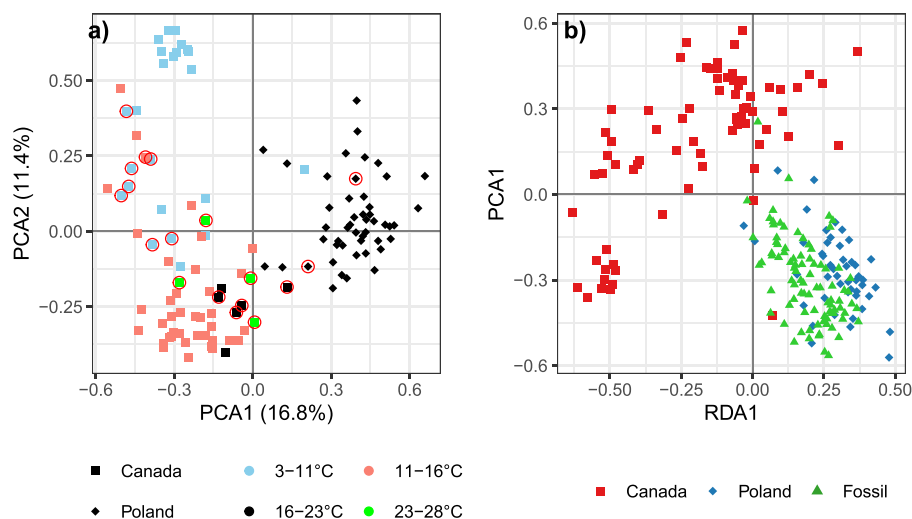 a)
0.50
0.25
0.00
−0.25
PCA2 (11.4%)
−0.6
−0.3
0.0
0.3
0.6
PCA1 (16.8%)
Canada
3−11°C
11−16°C
Poland
16−23°C
23−28°C
b)
0.6
0.3
0.0
−0.3
−0.6
PCA1
−0.50
−0.25
0.00
0.25
0.50
RDA1
Canada
Poland
Fossil